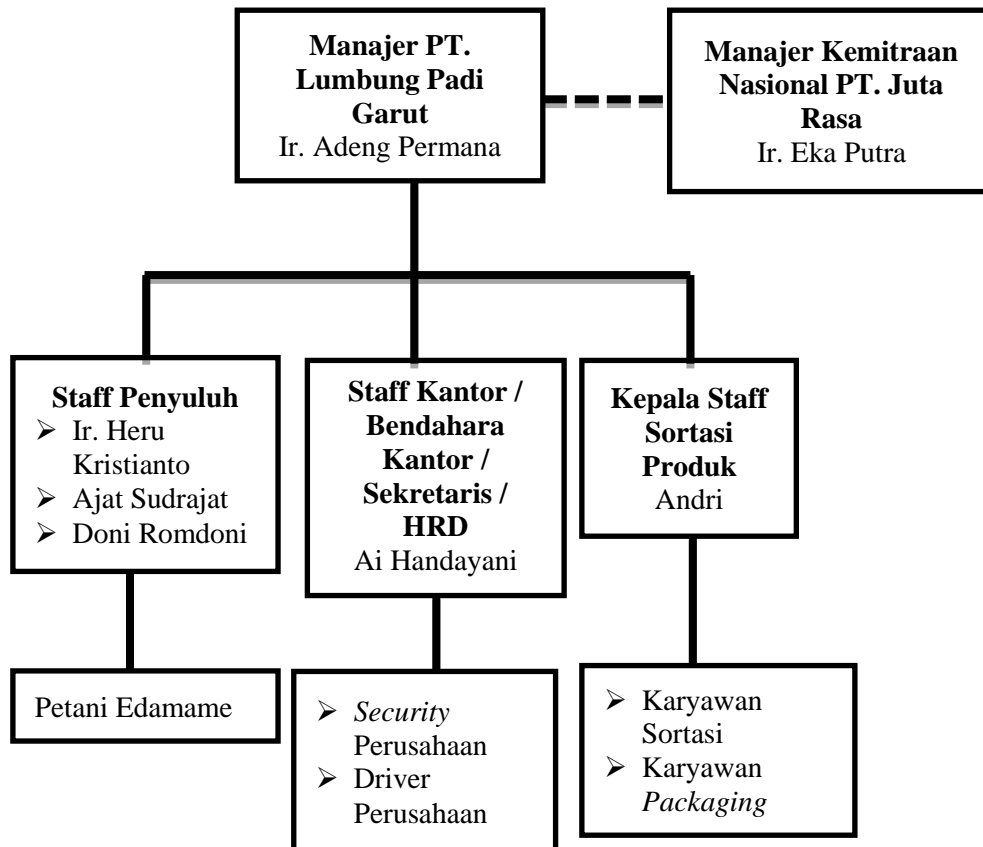 Manajer PT.
Lumbung Padi
Garut
Ir. Adeng Permana
Manajer Kemitraan
Nasional PT. Juta
Rasa
Ir. Eka Putra
Staff Penyuluh
➢ Ir. Heru
Kristianto
➢ Ajat Sudrajat
➢ Doni Romdoni
Staff Kantor /
Bendahara
Kantor /
Sekretaris /
HRD
Ai Handayani
Kepala Staff
Sortasi
Produk
Andri
Petani Edamame
➢ Security
Perusahaan
➢ Driver
Perusahaan
➢ Karyawan
Sortasi
➢ Karyawan
Packaging